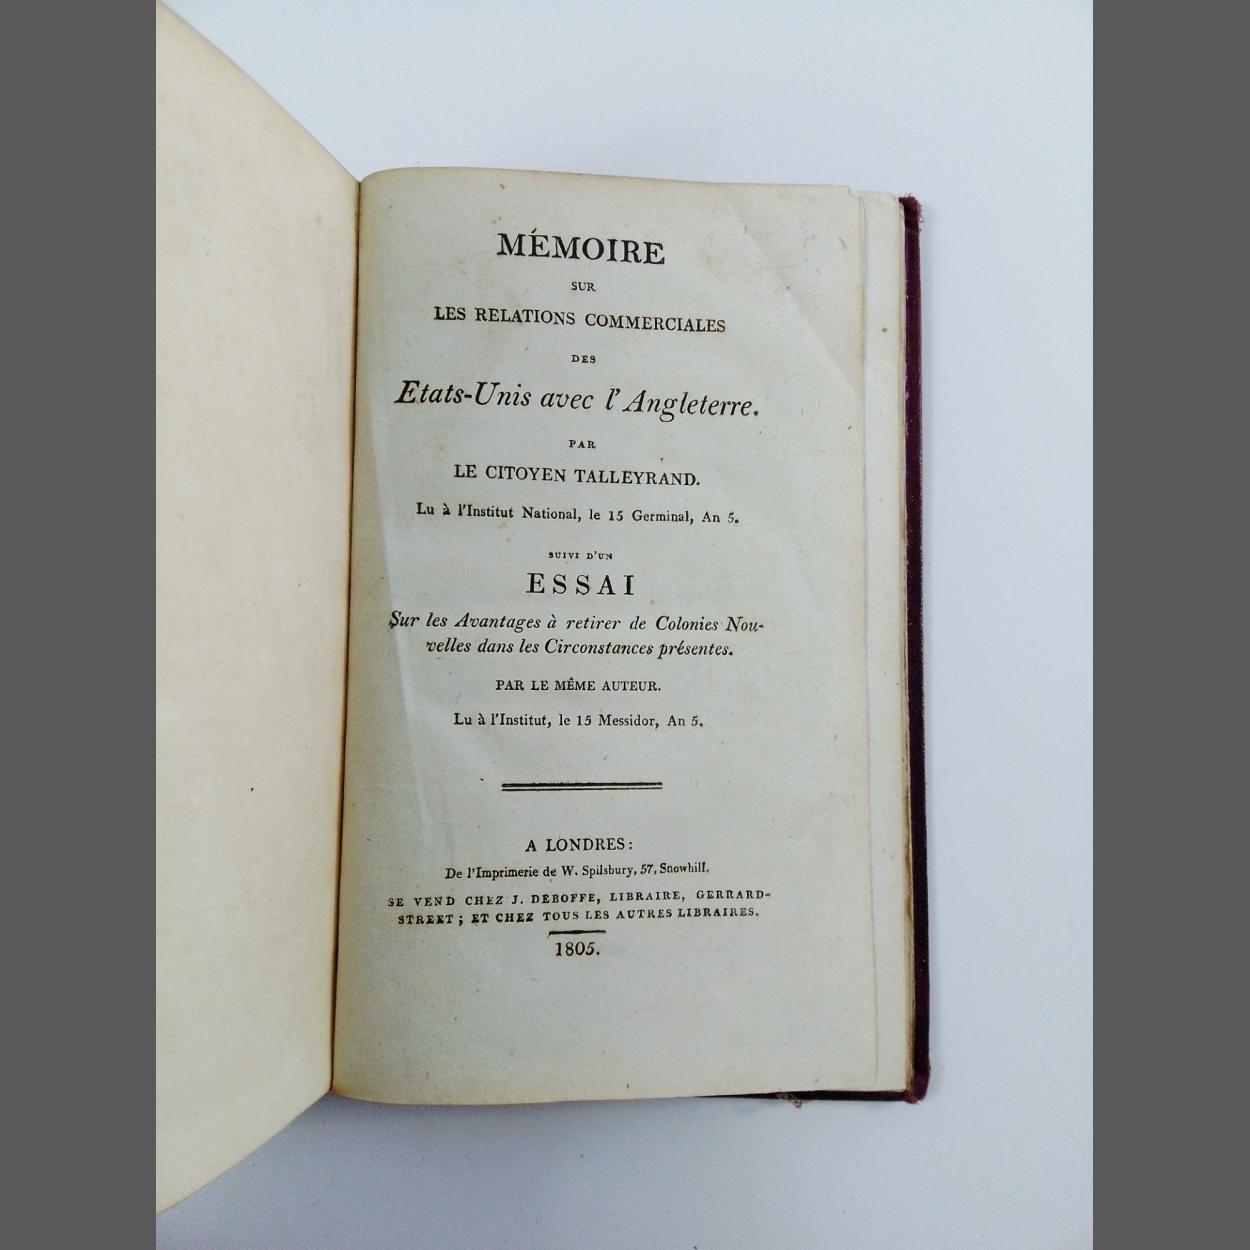 MÉMOIRE
SUR
LES RELATIONS COMMERCIALES
DES
Etats-Unis avec l'Angleterre.
PAR
LE CITOYEN TALLEYRAND.
Lu à l'Institut National, le 15 Germinal, An 5.
SUIVI D'UN
ESSAI
Sur les Avantages à retirer de Colonies Nou-
velles dans les Circonstances présentes.
PAR LE MÊME AUTEUR.
Lu à l'Institut, le 15 Messidor, An 5.
A LONDRES:
De l'Imprimerie de W. Spilsbury, 57, Snowhill.
SE VEND CHEZ J. DEBOFFE, LIBRAIRE, GERRARD-
STREET; ET CHEZ TOUS LES AUTRES LIBRAIRES.
1805.